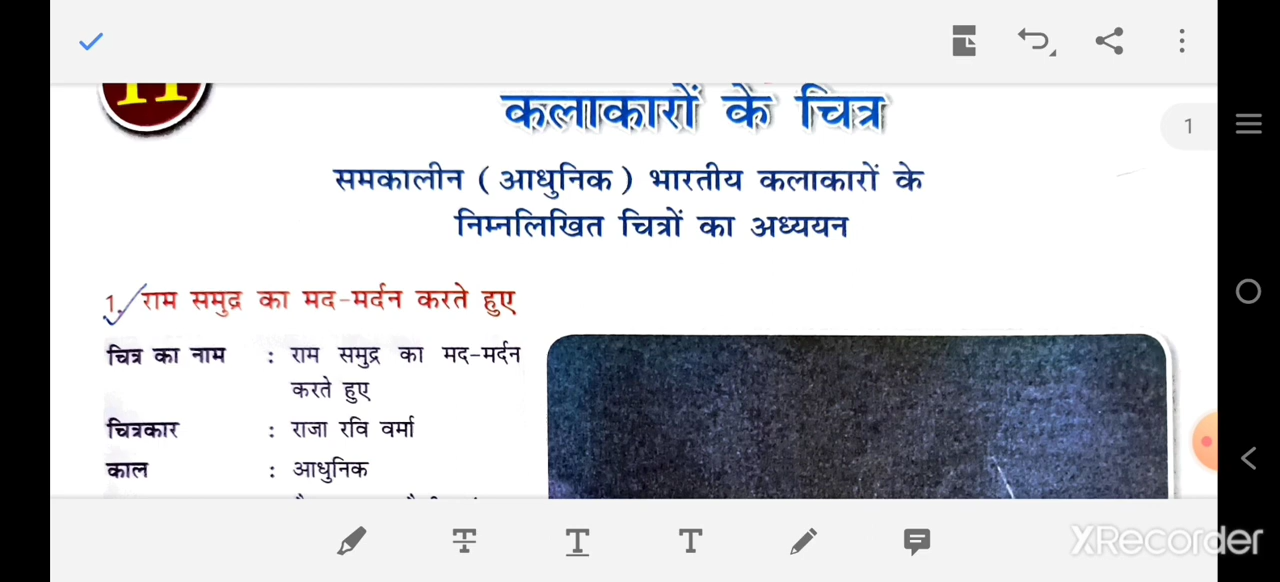 11
कलाकारों के चित्र
1
समकालीन ( आधुनिक ) भारतीय कलाकारों के
निम्नलिखित चित्रों का अध्ययन
1. राम समुद्र का मद-मर्दन करते हुए
चित्र का नाम : राम समुद्र का मद-मर्दन
करते हुए
चित्रकार : राजा रवि वर्मा
काल : आधुनिक
T T T
XRecorder